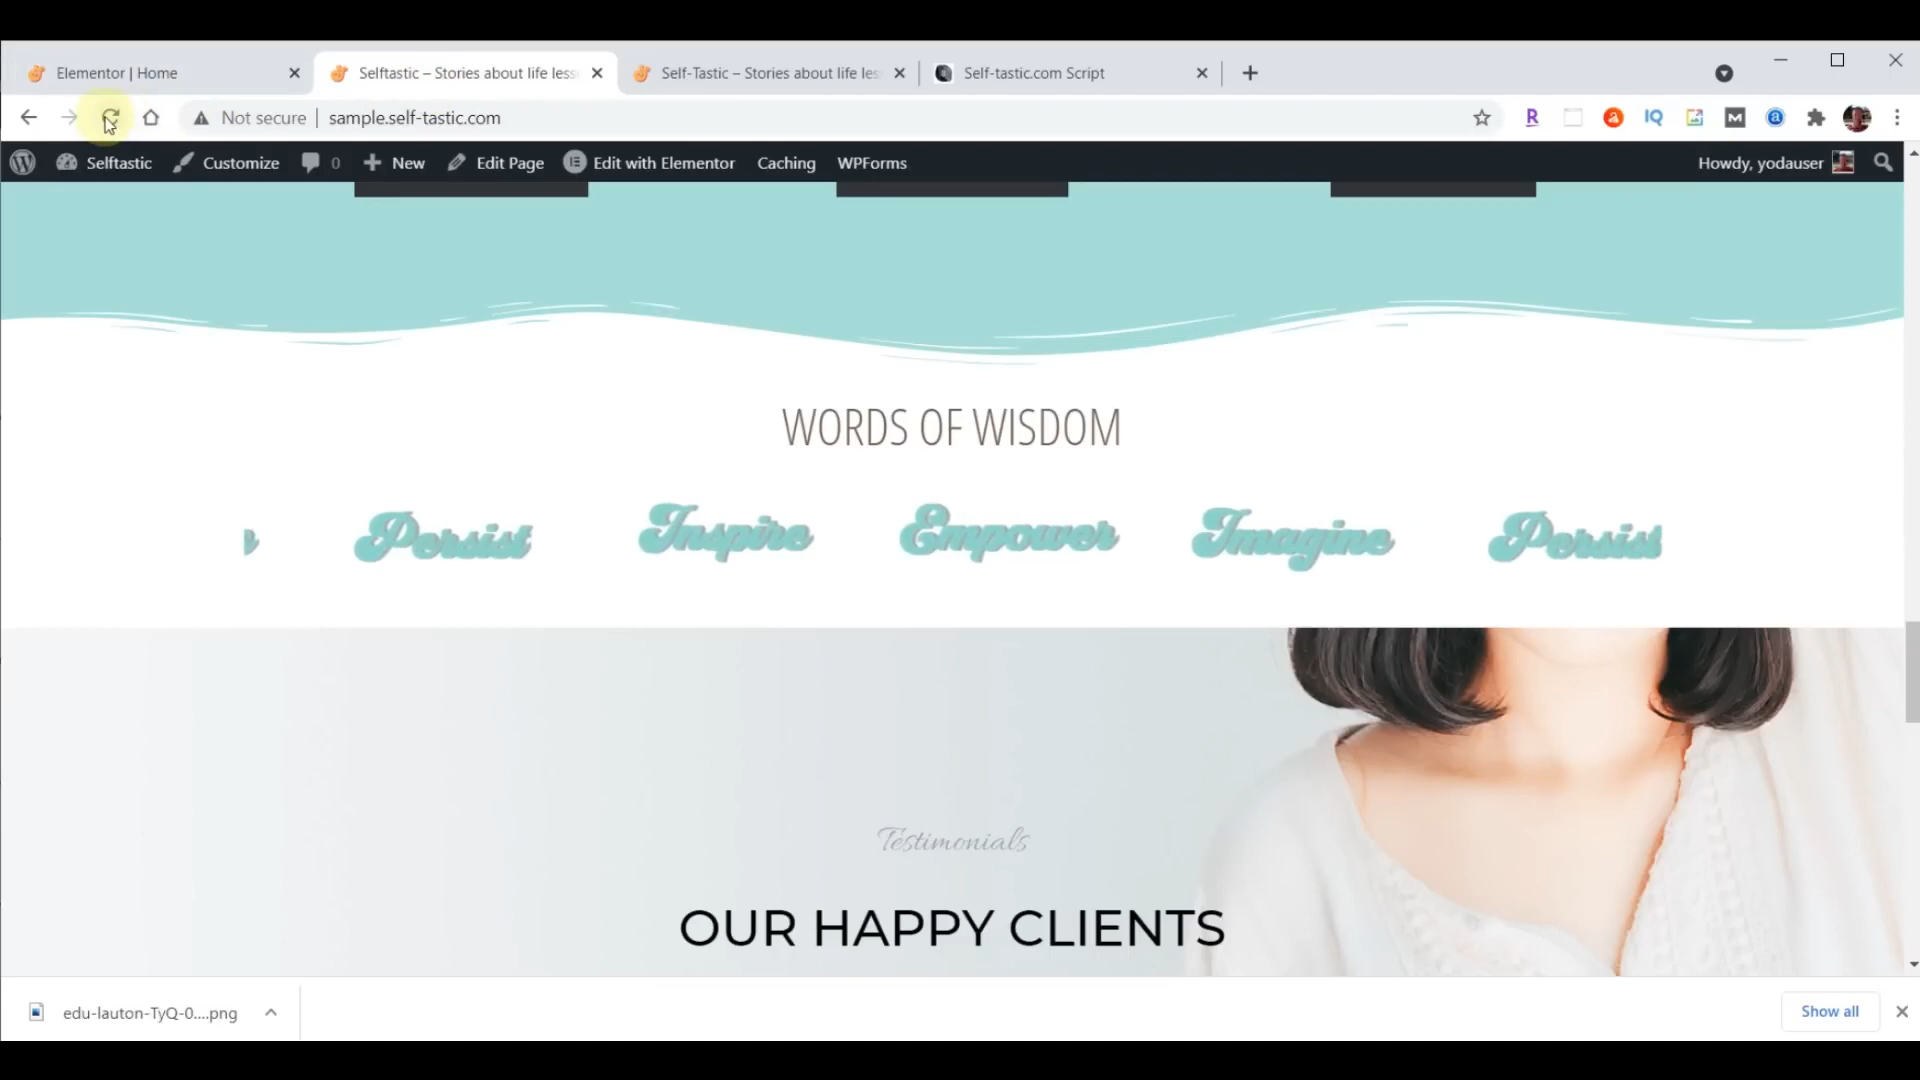 Elementor | Home
Selftastic – Stories about life less
Self-Tastic – Stories about life les
Self-tastic.com Script
Not secure | sample.self-tastic.com
Selftastic
Customize
0
New
Edit Page
Edit with Elementor
Caching
WPForms
Howdy, yodauser
WORDS OF WISDOM
Persist Inspire Empower Imagine Persist
Testimonials
OUR HAPPY CLIENTS
edu-lauton-TyQ-0....png
Show all